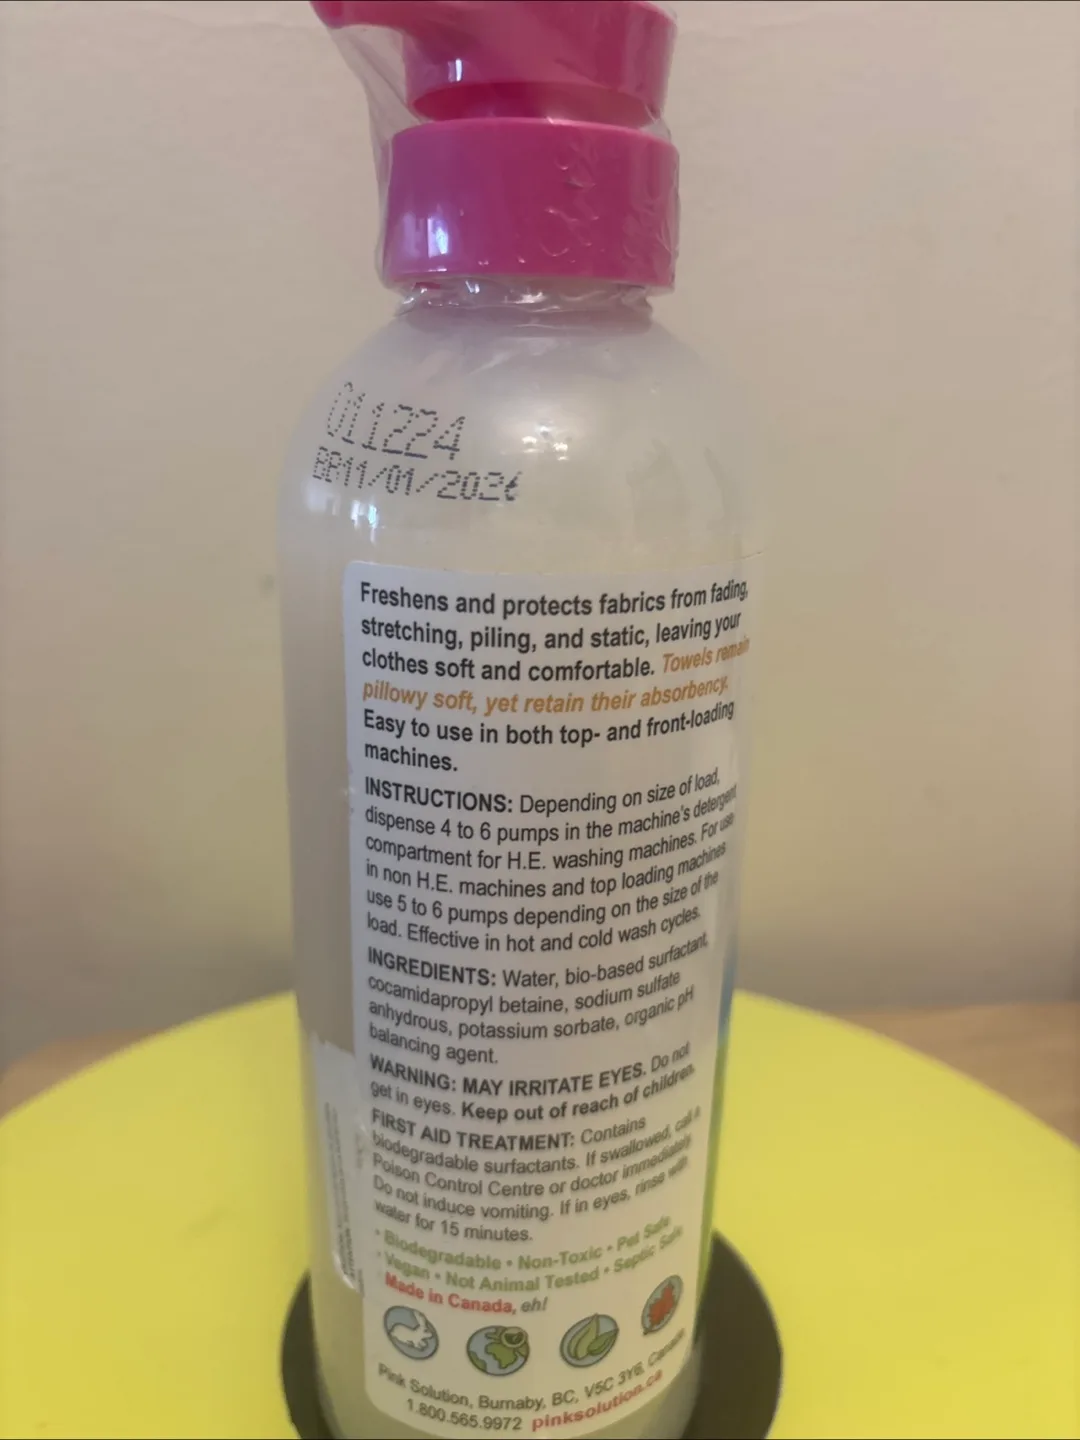 011224
BB11/01/2026
Freshens and protects fabrics from fading,
stretching, piling, and static, leaving your
clothes soft and comfortable. Towels remain
pillowy soft, yet retain their absorbency.
Easy to use in both top- and front-loading
machines.
INSTRUCTIONS: Depending on size of load,
dispense 4 to 6 pumps in the machine's detergent
compartment for H.E. washing machines. For use
in non H.E. machines and top loading machines
use 5 to 6 pumps depending on the size of the
load. Effective in hot and cold wash cycles.
INGREDIENTS: Water, bio-based surfactant,
cocamidapropyl betaine, sodium sulfate
anhydrous, potassium sorbate, organic pH
balancing agent.
WARNING: MAY IRRITATE EYES. Do not
get in eyes. Keep out of reach of children.
FIRST AID TREATMENT: Contains
biodegradable surfactants. If swallowed, call a
Poison Control Centre or doctor immediately.
Do not induce vomiting. If in eyes, rinse with
water for 15 minutes.
• Biodegradable • Non-Toxic • Pet Safe
• Vegan • Not Animal Tested • Septic Safe
Made in Canada, eh!
Pink Solution, Burnaby, BC, V5C 3Y6, Canada
1.800.565.9972 pinksolution.ca